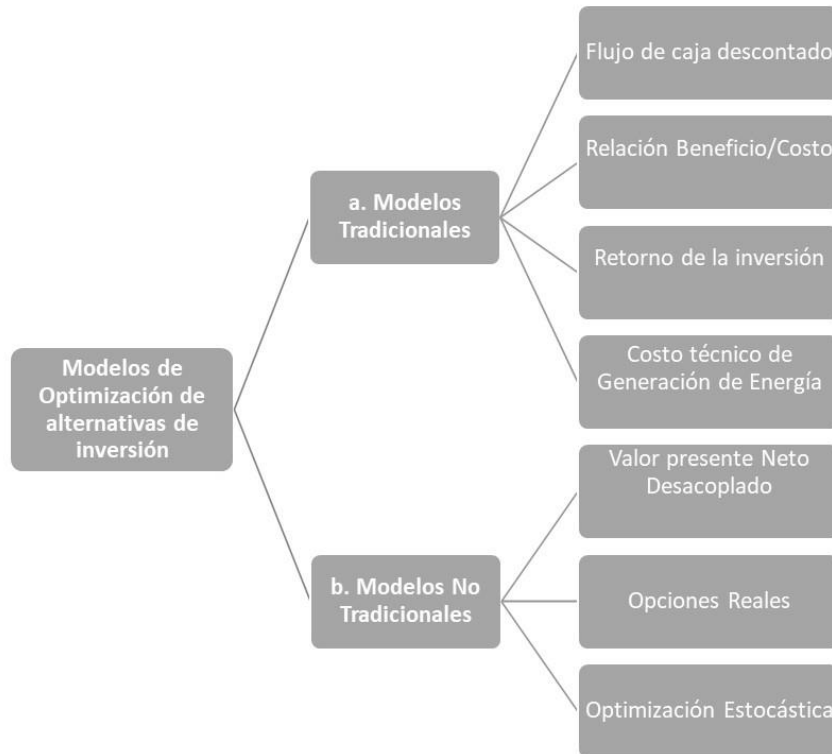 Modelos de
Optimización de
alternativas de
inversión
a. Modelos
Tradicionales
Flujo de caja descontado
Relación Beneficio/Costo
Retorno de la inversión
Costo técnico de
Generación de Energía
b. Modelos No
Tradicionales
Valor presente Neto
Desacoplado
Opciones Reales
Optimización Estocástica